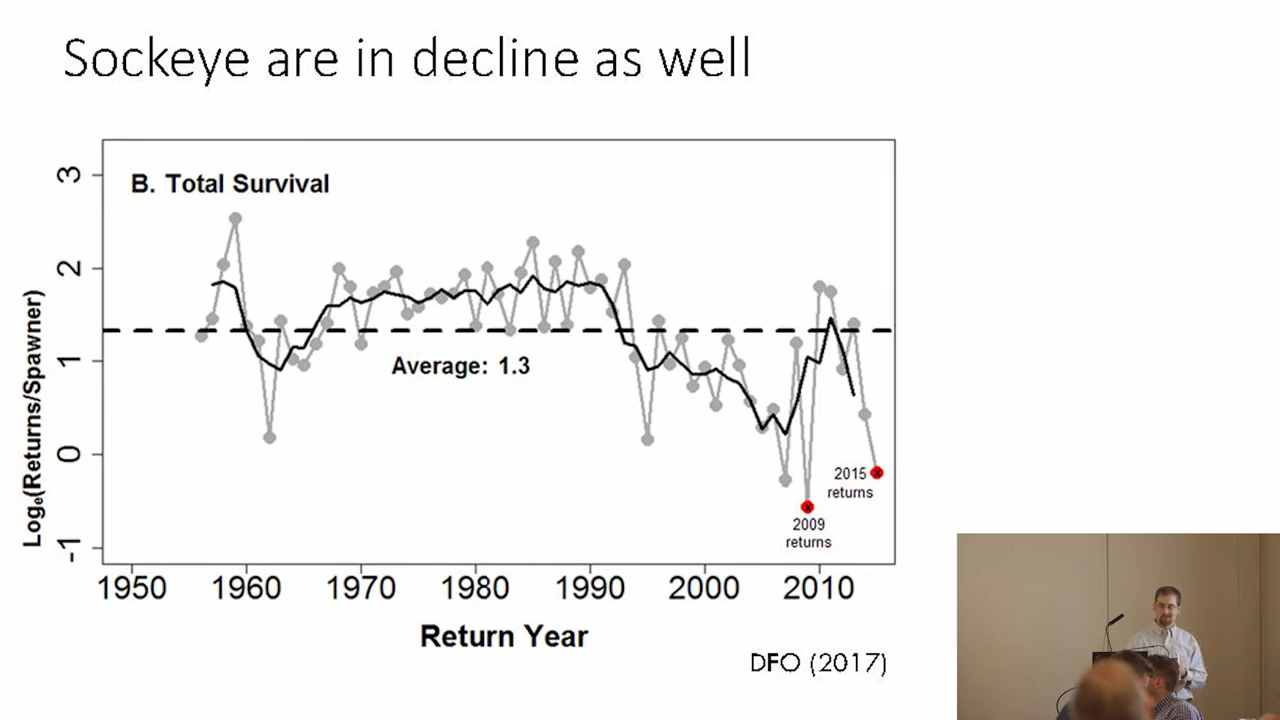 Sockeye are in decline as well
3
B. Total Survival
2
1
Average: 1.3
0
-1
Logₑ(Returns/Spawner)
2015
returns
2009
returns
1950 1960 1970 1980 1990 2000 2010
Return Year
DFO (2017)